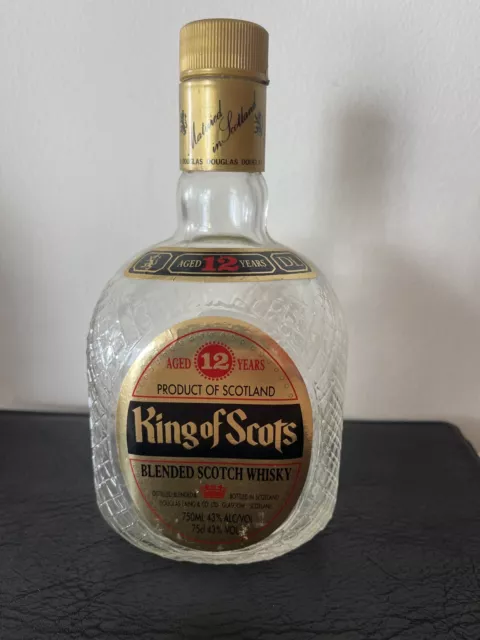 Matured
in Scotland
DOUGLAS DOUGLAS
AGED 12 YEARS
AGED 12 YEARS
PRODUCT OF SCOTLAND
King of Scots
BLENDED SCOTCH WHISKY
750ML 43% ALC/VOL
75cl 43% VOL